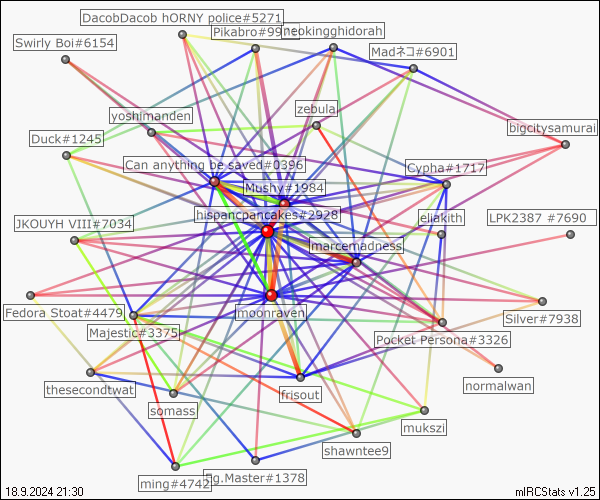 DacobDacob hORNY police#5271
Pikabro#99
neokingghidorah
Swirly Boi#6154
Madネコ#6901
zebula
yoshimanden
bigcitysamurai
Duck#1245
Can anything be saved#0396
Cypha#1717
Mushy#1984
hispancpancakes#2928
eliakith
LPK2387 #7690
JKOUYH VIII#7034
marcemadness
Fedora Stoat#4479
moonraven
Silver#7938
Majestic#3375
Pocket Persona#3326
thesecondtwat
normalwan
somass
frisout
mukszi
shawntee9
ming#4742
Fg.Master#1378
18.9.2024 21:30
mIRCStats v1.25